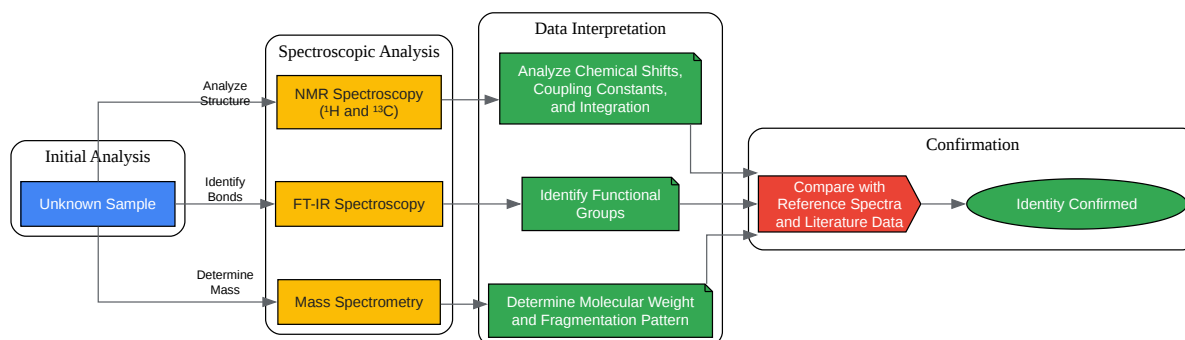 Initial Analysis
Unknown Sample
Analyze
Structure
Identify
Bonds
Determine
Mass
Spectroscopic Analysis
NMR Spectroscopy
(¹H and ¹³C)
FT-IR Spectroscopy
Mass Spectrometry
Data Interpretation
Analyze Chemical Shifts,
Coupling Constants,
and Integration
Identify Functional
Groups
Determine Molecular Weight
and Fragmentation Pattern
Confirmation
Compare with
Reference Spectra
and Literature Data
Identity Confirmed